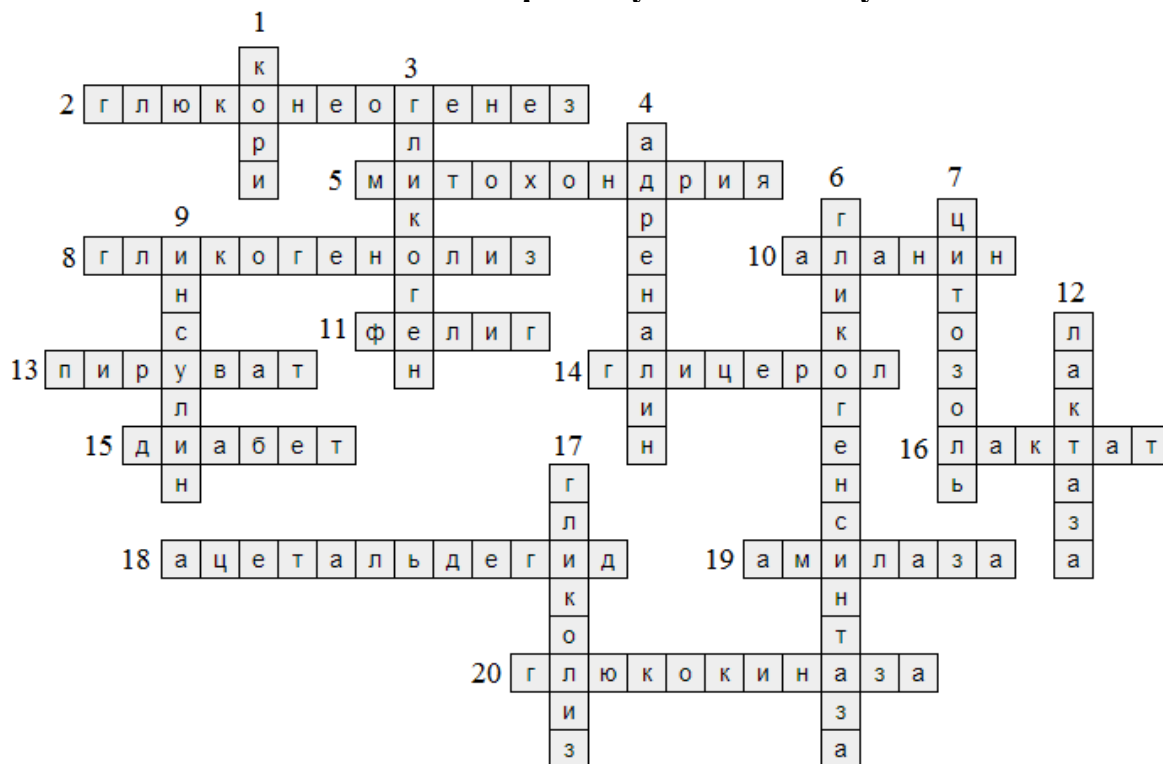 1 кори
2 глюконеогенез
3 гликоген
4 адреналин
5 митохондрия
6 гликогенсинтаза
7 цитозоль
8 гликогенолиз
9 инсулин
10 аланин
11 фелиг
12 лактаза
13 пируват
14 глицерол
15 диабет
16 лактат
17 гликолиз
18 ацетальдегид
19 амилаза
20 глюкокиназа